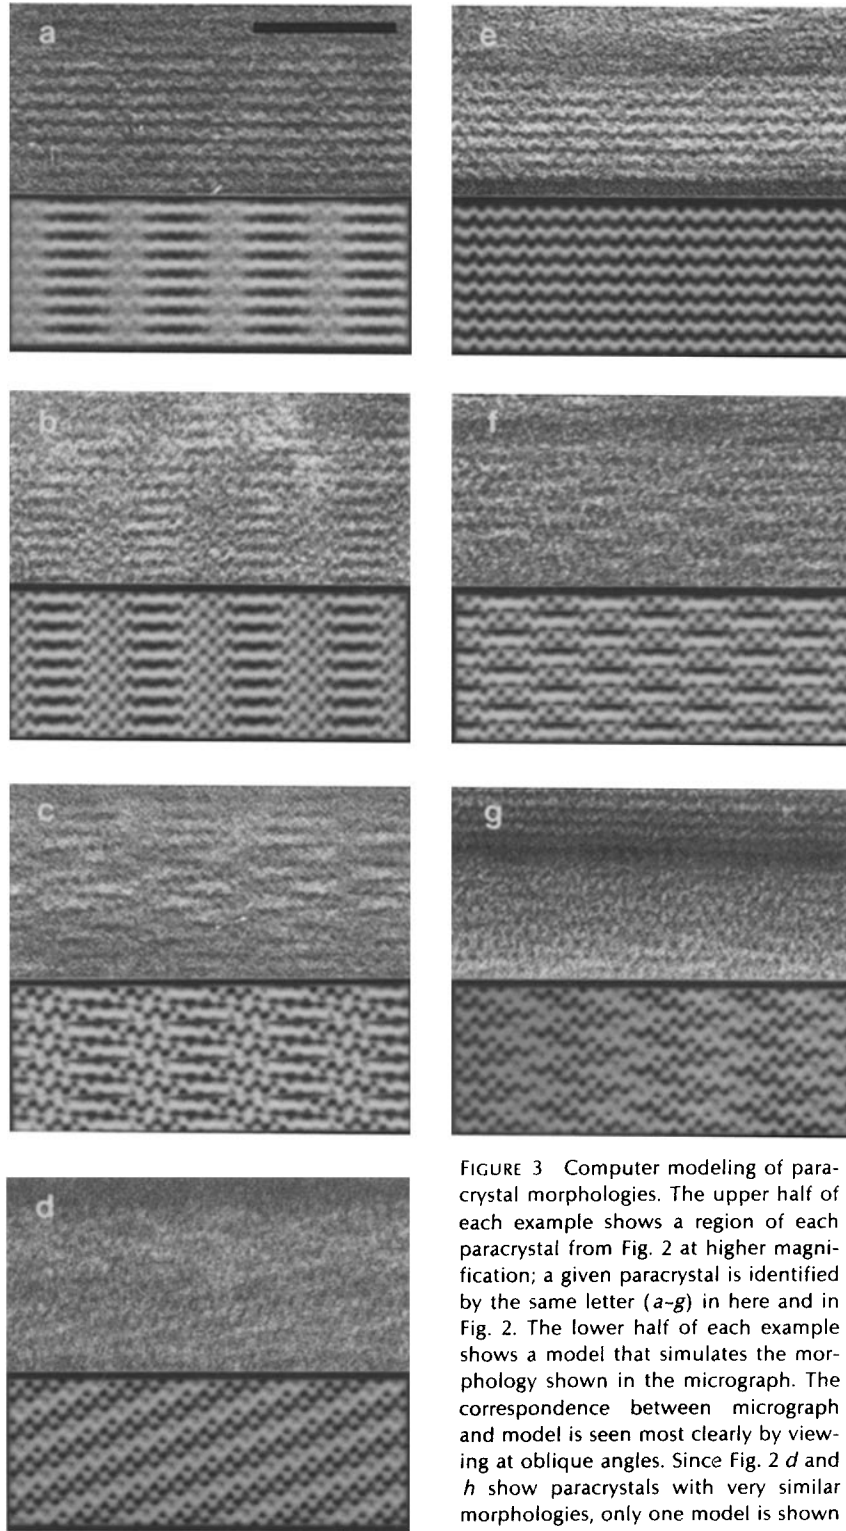 a
e
b
f
c
g
d
FIGURE 3 Computer modeling of para-
crystal morphologies. The upper half of
each example shows a region of each
paracrystal from Fig. 2 at higher magni-
fication; a given paracrystal is identified
by the same letter (a-g) in here and in
Fig. 2. The lower half of each example
shows a model that simulates the mor-
phology shown in the micrograph. The
correspondence between micrograph
and model is seen most clearly by view-
ing at oblique angles. Since Fig. 2 d and
h show paracrystals with very similar
morphologies, only one model is shown